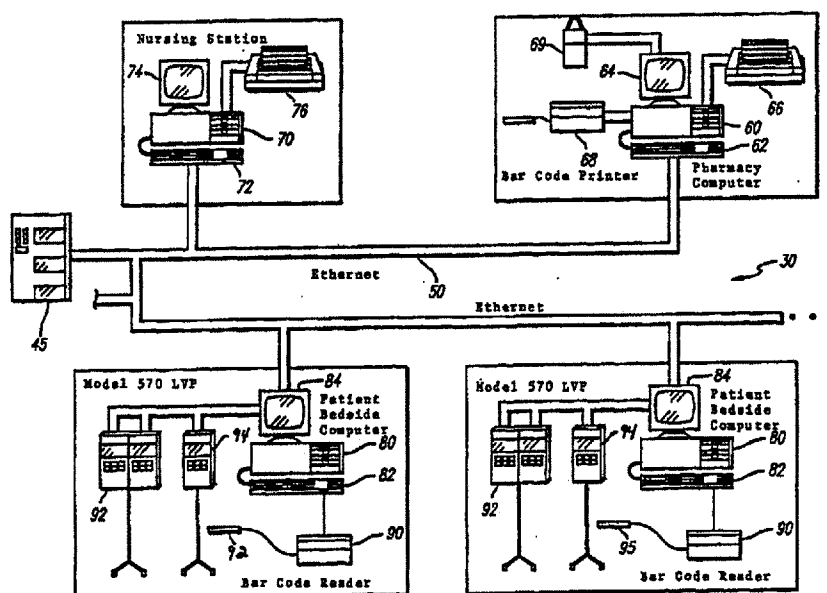 Nursing Station
74
76
70
72
69
64
66
60
62
68
Bar Code Printer
Pharmacy
Computer
45
Ethernet
50
30
Ethernet
Model 570 LVP
84
Patient
Bedside
Computer
94
80
82
92
92
90
Bar Code Reader
Model 570 LVP
84
Patient
Bedside
Computer
94
80
82
92
95
90
Bar Code Reader